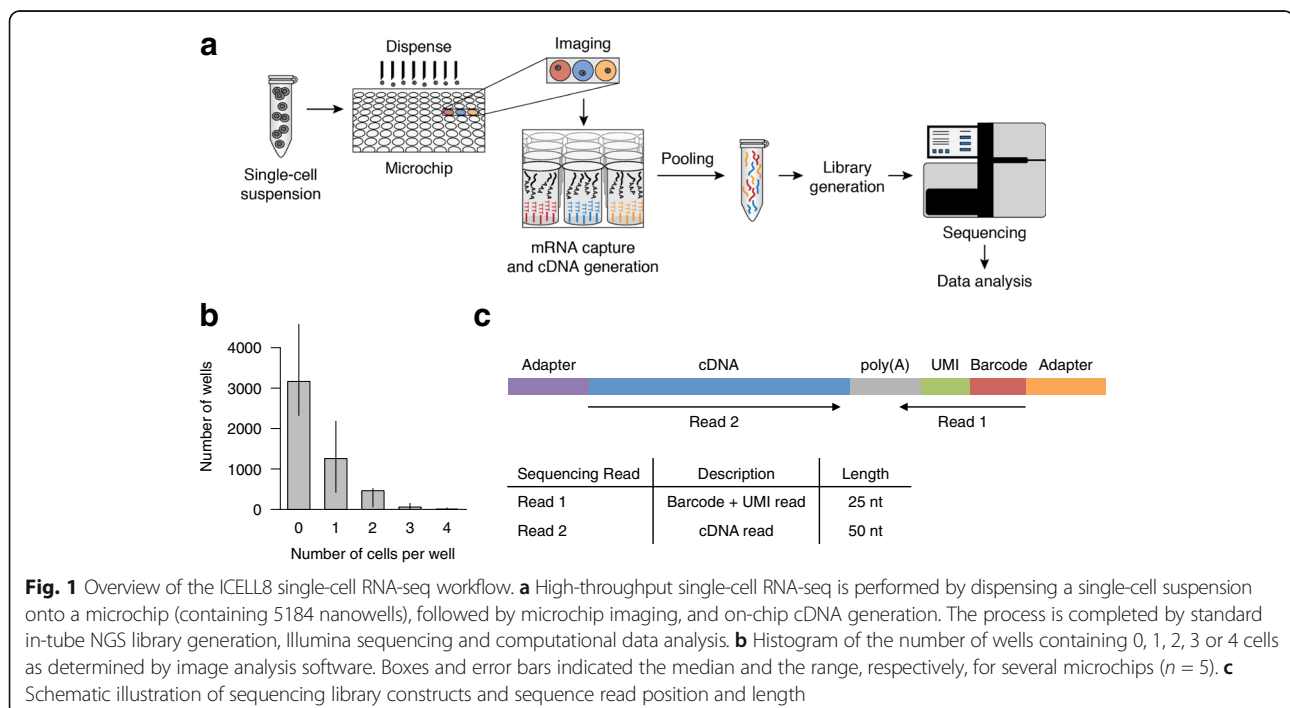 a
Dispense
Imaging
Single-cell
suspension
Microchip
AAA AAA AAA
TTT TTT TTT
mRNA capture
and cDNA generation
Pooling
Library
generation
Sequencing
Data analysis
b
Number of wells
4000
3000
2000
1000
0
0 1 2 3 4
Number of cells per well
c
Adapter cDNA poly(A) UMI Barcode Adapter
Read 2 Read 1
Sequencing Read Description Length
Read 1 Barcode + UMI read 25 nt
Read 2 cDNA read 50 nt
Fig. 1 Overview of the ICELL8 single-cell RNA-seq workflow. a High-throughput single-cell RNA-seq is performed by dispensing a single-cell suspension
onto a microchip (containing 5184 nanowells), followed by microchip imaging, and on-chip cDNA generation. The process is completed by standard
in-tube NGS library generation, Illumina sequencing and computational data analysis. b Histogram of the number of wells containing 0, 1, 2, 3 or 4 cells
as determined by image analysis software. Boxes and error bars indicated the median and the range, respectively, for several microchips (n = 5). c
Schematic illustration of sequencing library constructs and sequence read position and length